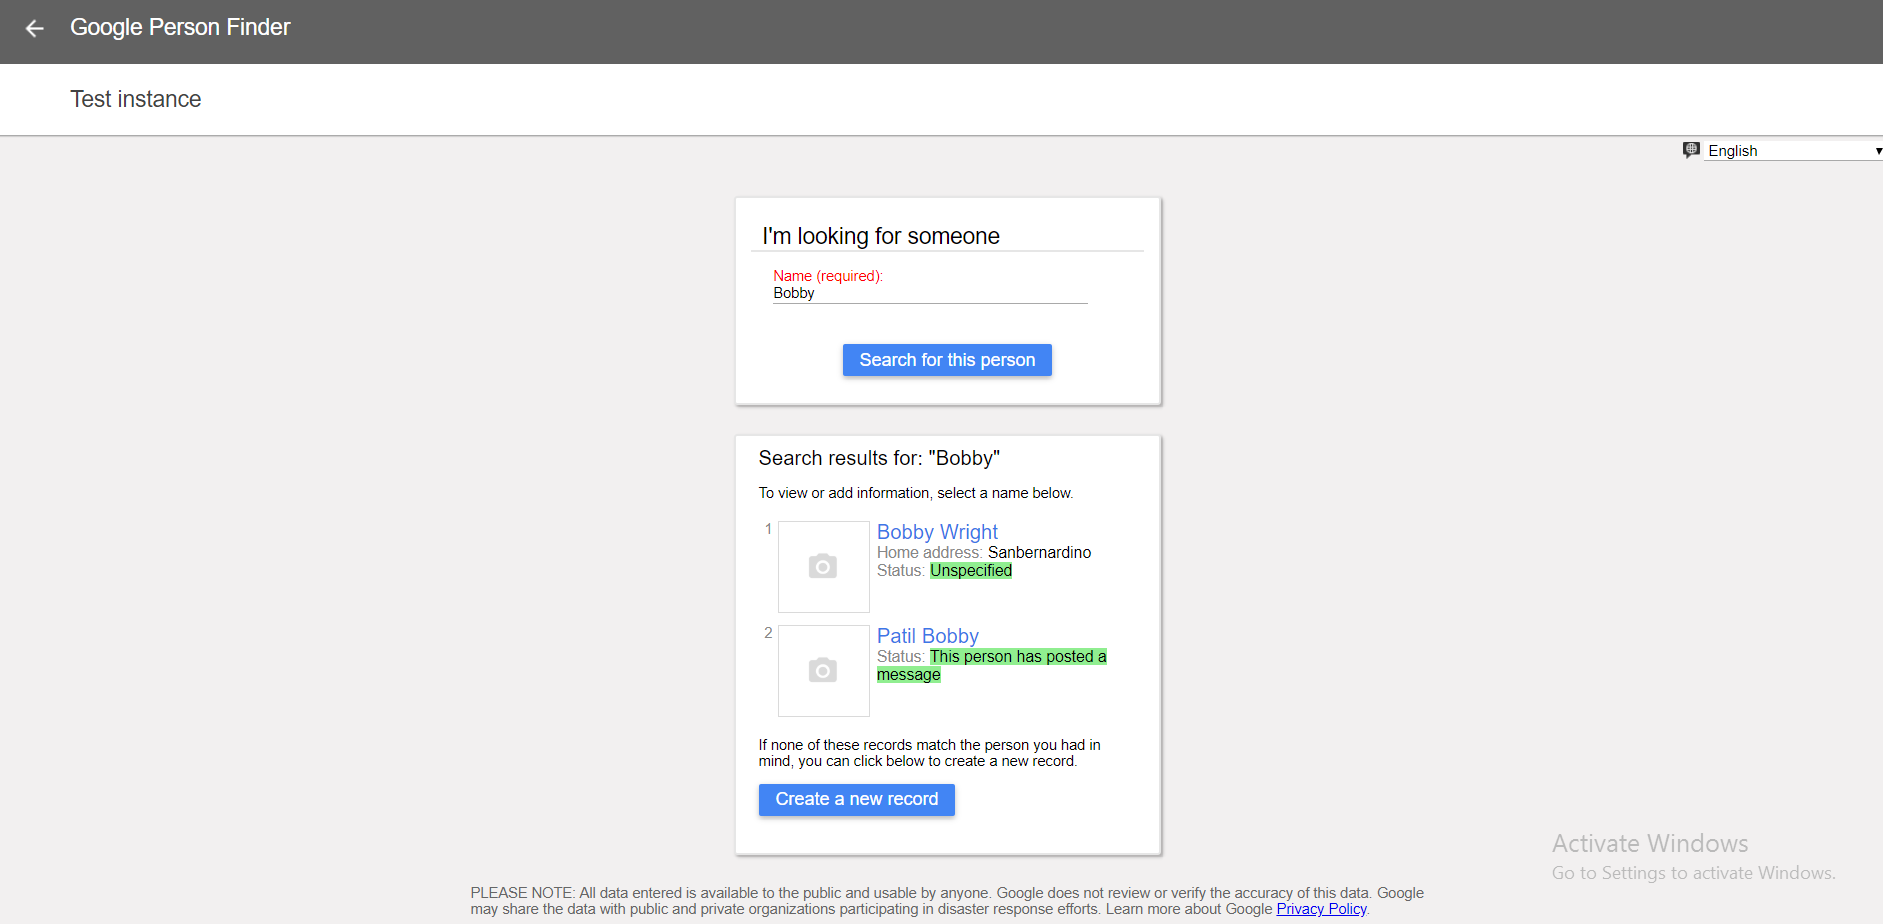 Google Person Finder
Test instance
English
I'm looking for someone
Name (required):
Bobby
Search for this person
Search results for: "Bobby"
To view or add information, select a name below.
1
Bobby Wright
Home address: Sanbernardino
Status: Unspecified
2
Patil Bobby
Status: This person has posted a
message
If none of these records match the person you had in
mind, you can click below to create a new record.
Create a new record
Activate Windows
Go to Settings to activate Windows.
PLEASE NOTE: All data entered is available to the public and usable by anyone. Google does not review or verify the accuracy of this data. Google
may share the data with public and private organizations participating in disaster response efforts. Learn more about Google Privacy Policy.